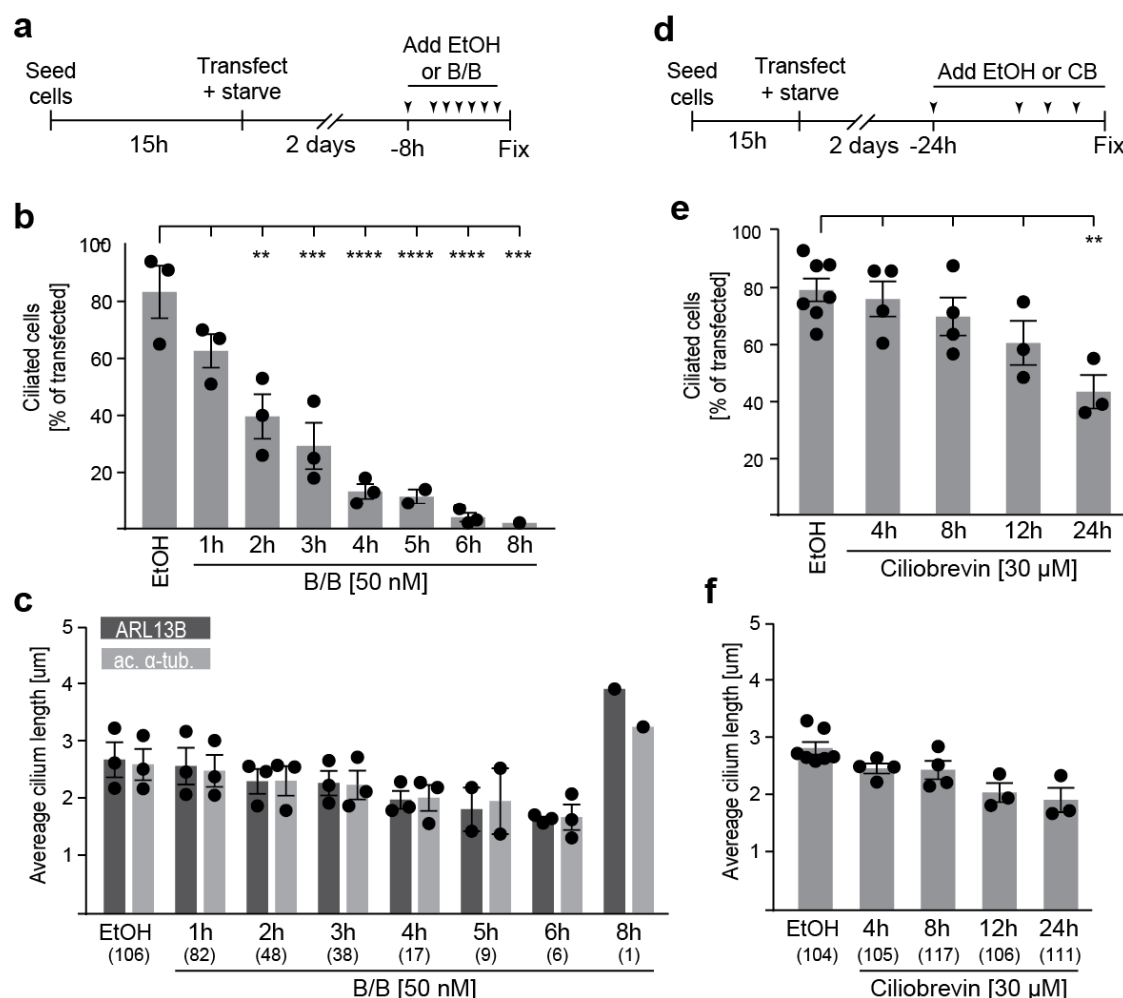 a
Add EtOH
or B/B
Seed
cells
Transfect
+ starve
15h
2 days
-8h
Fix
b
Ciliated cells
[% of transfected]
100
80
60
40
20
** *** **** **** **** ***
EtOH 1h 2h 3h 4h 5h 6h 8h
B/B [50 nM]
c
Avereage cilium length [um]
5
4
3
2
1
ARL13B
ac. α-tub.
EtOH 1h 2h 3h 4h 5h 6h 8h
(106) (82) (48) (38) (17) (9) (6) (1)
B/B [50 nM]
d
Add EtOH or CB
Seed
cells
Transfect
+ starve
15h
2 days
-24h
Fix
e
Ciliated cells
[% of transfected]
100
80
60
40
20
**
EtOH 4h 8h 12h 24h
Ciliobrevin [30 µM]
f
Avereage cilium length [um]
5
4
3
2
1
EtOH 4h 8h 12h 24h
(104) (105) (117) (106) (111)
Ciliobrevin [30 µM]